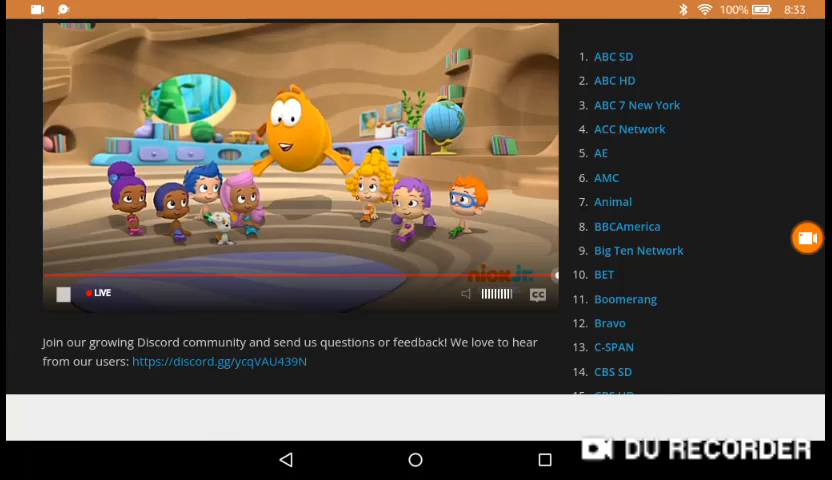 100% 8:33
1. ABC SD
2. ABC HD
3. ABC 7 New York
4. ACC Network
5. AE
6. AMC
7. Animal
8. BBCAmerica
9. Big Ten Network
10. BET
11. Boomerang
12. Bravo
13. C-SPAN
14. CBS SD
nick jr.
LIVE
CC
Join our growing Discord community and send us questions or feedback! We love to hear
from our users: https://discord.gg/ycqVAU439N
DU RECORDER